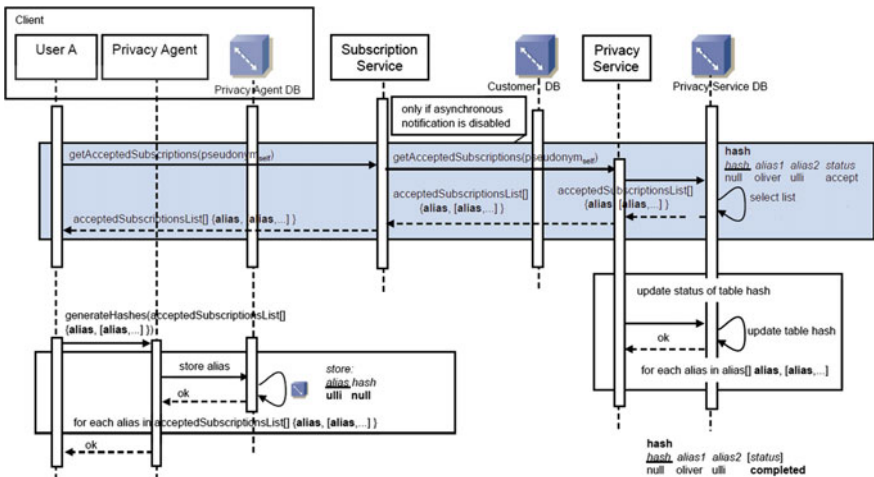 Client
User A
Privacy Agent
Privacy Agent DB
Subscription
Service
Customer DB
Privacy
Service
Privacy Service DB
only if asynchronous
notification is disabled
getAcceptedSubscriptions(pseudonymself)
getAcceptedSubscriptions(pseudonymself)
hash
hash alias1 alias2 status
null oliver ulli accept
select list
acceptedSubscriptionsList[]
{alias, [alias,...] }
acceptedSubscriptionsList[]
{alias, [alias,...] }
acceptedSubscriptionsList[] {alias, [alias,...] }
update status of table hash
update table hash
ok
for each alias in alias[] alias, [alias,...]
generateHashes(acceptedSubscriptionsList[]
{alias, [alias,...] })
store alias
store:
alias hash
ulli null
ok
for each alias in acceptedSubscriptionsList[] {alias, [alias,...] }
ok
hash
hash alias1 alias2 [status]
null oliver ulli completed